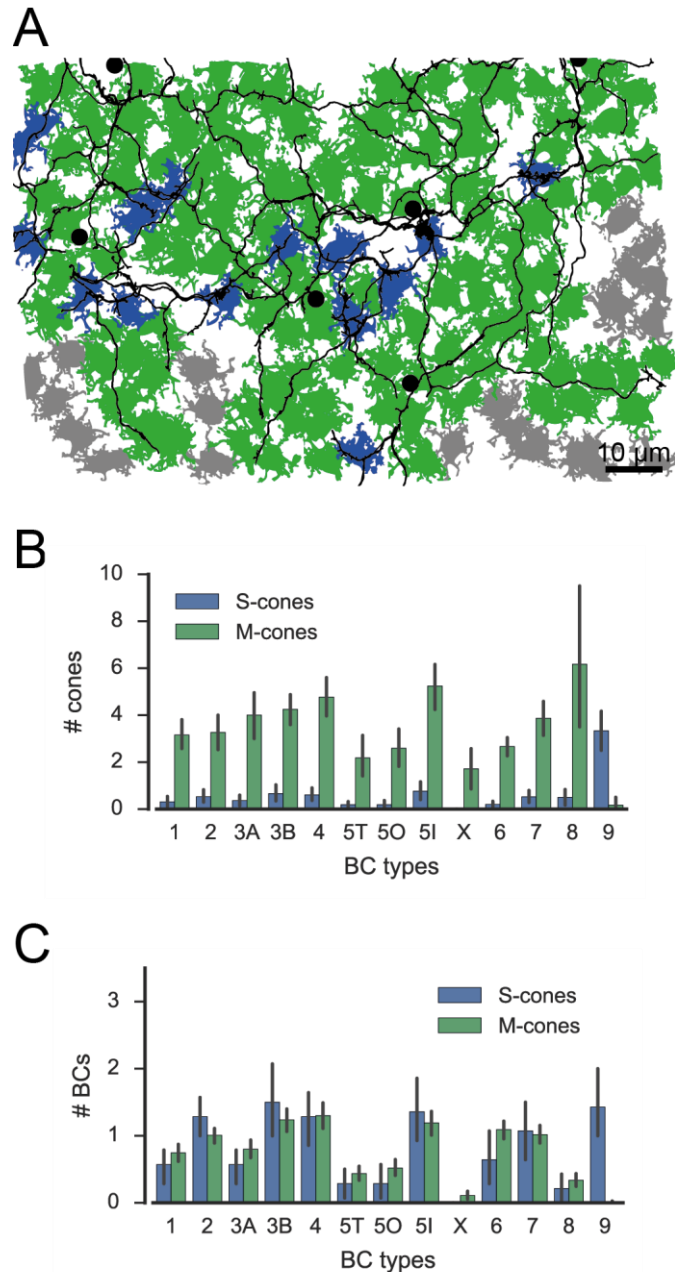 A
10 µm
B
10
8
6
4
2
0
# cones
S-cones
M-cones
1 2 3A 3B 4 5T 5O 5I X 6 7 8 9
BC types
C
3
2
1
0
# BCs
S-cones
M-cones
1 2 3A 3B 4 5T 5O 5I X 6 7 8 9
BC types